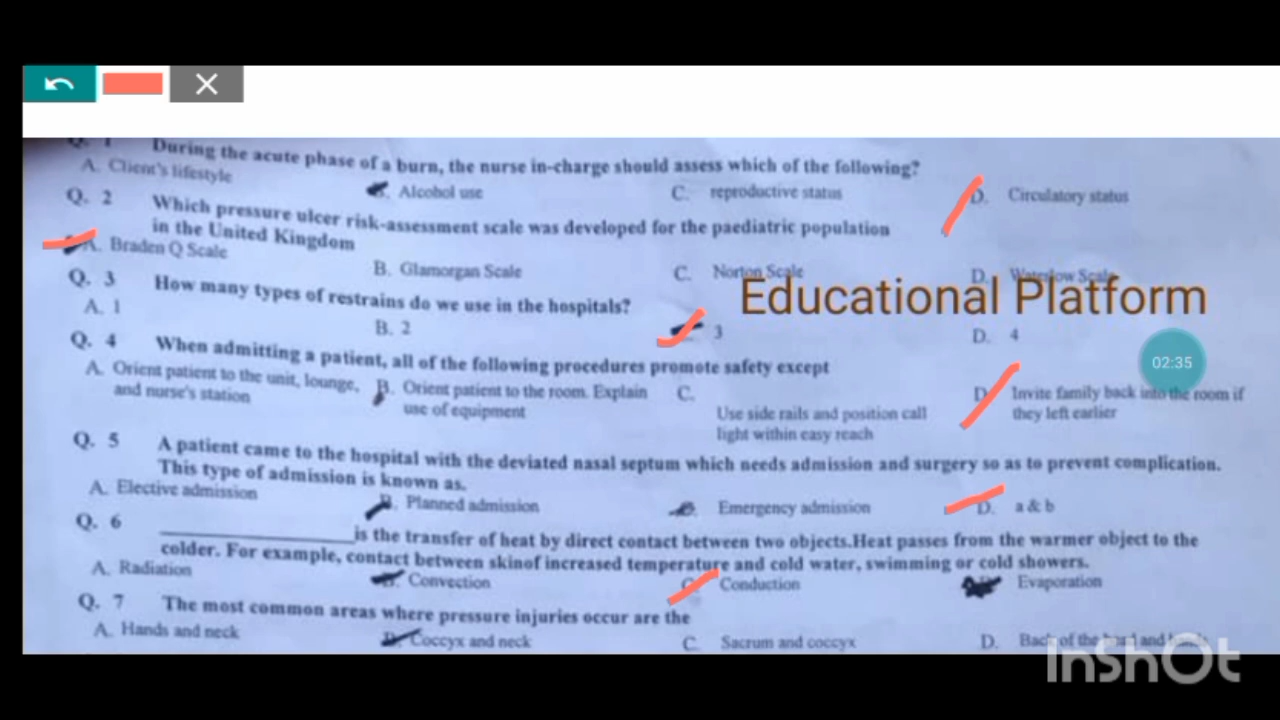 Q. 1 During the acute phase of a burn, the nurse in-charge should assess which of the following?
A. Client's lifestyle Alcohol use C. reproductive status D. Circulatory status
Q. 2 Which pressure ulcer risk-assessment scale was developed for the paediatric population
in the United Kingdom
A. Braden Q Scale B. Glamorgan Scale C. Norton Scale D. Waterlow Scale
Educational Platform
Q. 3 How many types of restrains do we use in the hospitals?
A. 1 B. 2 3 D. 4
02:35
Q. 4 When admitting a patient, all of the following procedures promote safety except
A. Orient patient to the unit, lounge, B. Orient patient to the room. Explain C. D. Invite family back into the room if
and nurse's station use of equipment Use side rails and position call they left earlier
light within easy reach
Q. 5 A patient came to the hospital with the deviated nasal septum which needs admission and surgery so as to prevent complication.
This type of admission is known as.
A. Elective admission B. Planned admission Emergency admission D. a & b
Q. 6 is the transfer of heat by direct contact between two objects.Heat passes from the warmer object to the
colder. For example, contact between skinof increased temperature and cold water, swimming or cold showers.
A. Radiation B. Convection C. Conduction Evaporation
Q. 7 The most common areas where pressure injuries occur are the
A. Hands and neck B. Coccyx and neck C. Sacrum and coccyx D. Back of the and
InShOt